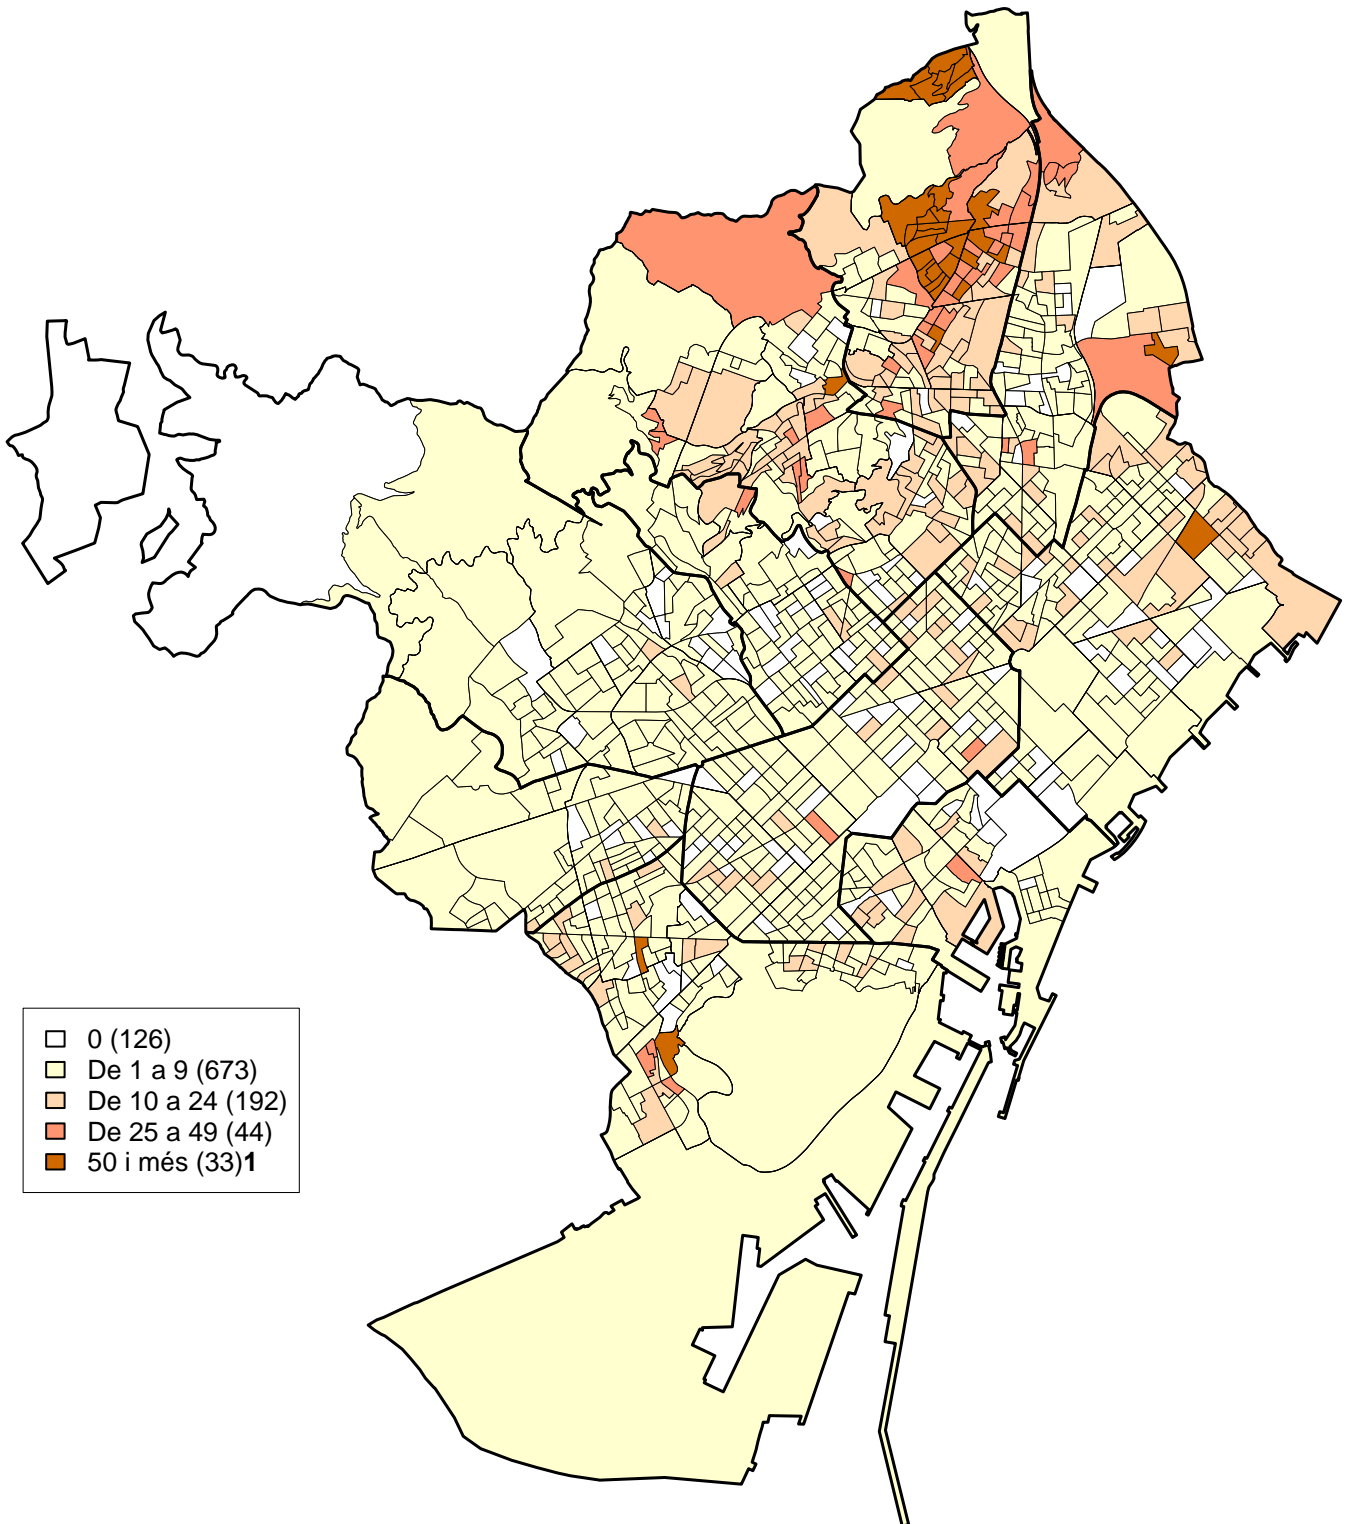 0 (126)
De 1 a 9 (673)
De 10 a 24 (192)
De 25 a 49 (44)
50 i més (33)1